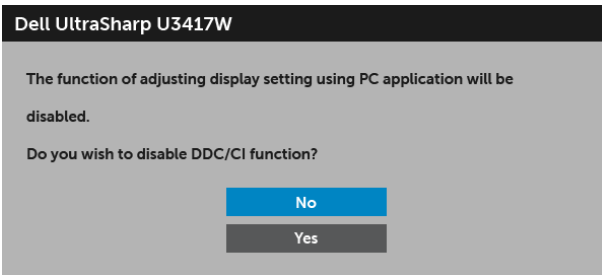 Dell UltraSharp U3417W
The function of adjusting display setting using PC application will be
disabled.
Do you wish to disable DDC/CI function?
No
Yes